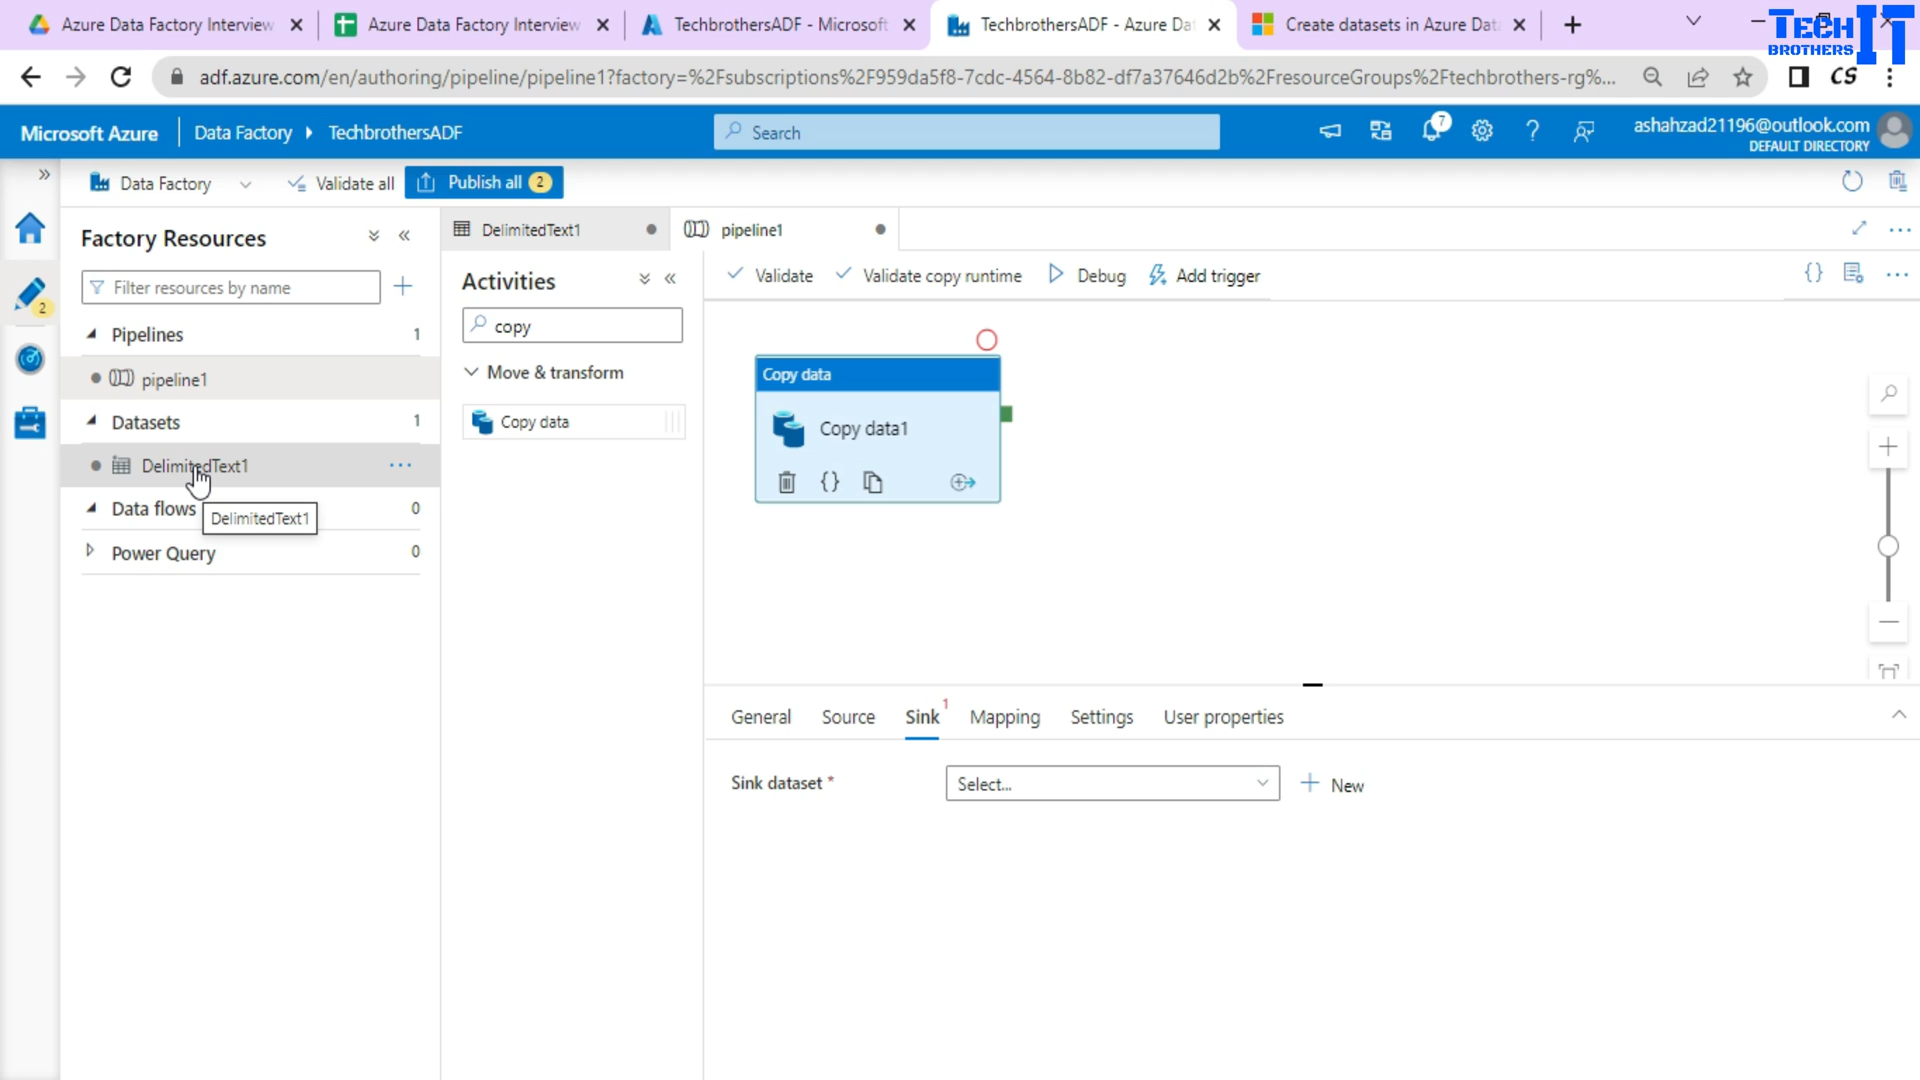 Azure Data Factory Interview
Azure Data Factory Interview
TechbrothersADF - Microsoft
TechbrothersADF - Azure Da
Create datasets in Azure Dat
TECH IT
BROTHERS
adf.azure.com/en/authoring/pipeline/pipeline1?factory=%2Fsubscriptions%2F959da5f8-7cdc-4564-8b82-df7a37646d2b%2FresourceGroups%2Ftechbrothers-rg%...
CS
Microsoft Azure
Data Factory
TechbrothersADF
Search
7
ashahzad21196@outlook.com
DEFAULT DIRECTORY
Data Factory
Validate all
Publish all 2
Factory Resources
DelimitedText1
pipeline1
Filter resources by name
Activities
Validate
Validate copy runtime
Debug
Add trigger
2
copy
Pipelines 1
pipeline1
Move & transform
Copy data
Copy data
Copy data1
Datasets 1
DelimitedText1
Data flows 0
DelimitedText1
Power Query 0
General
Source
Sink 1
Mapping
Settings
User properties
Sink dataset *
Select...
New